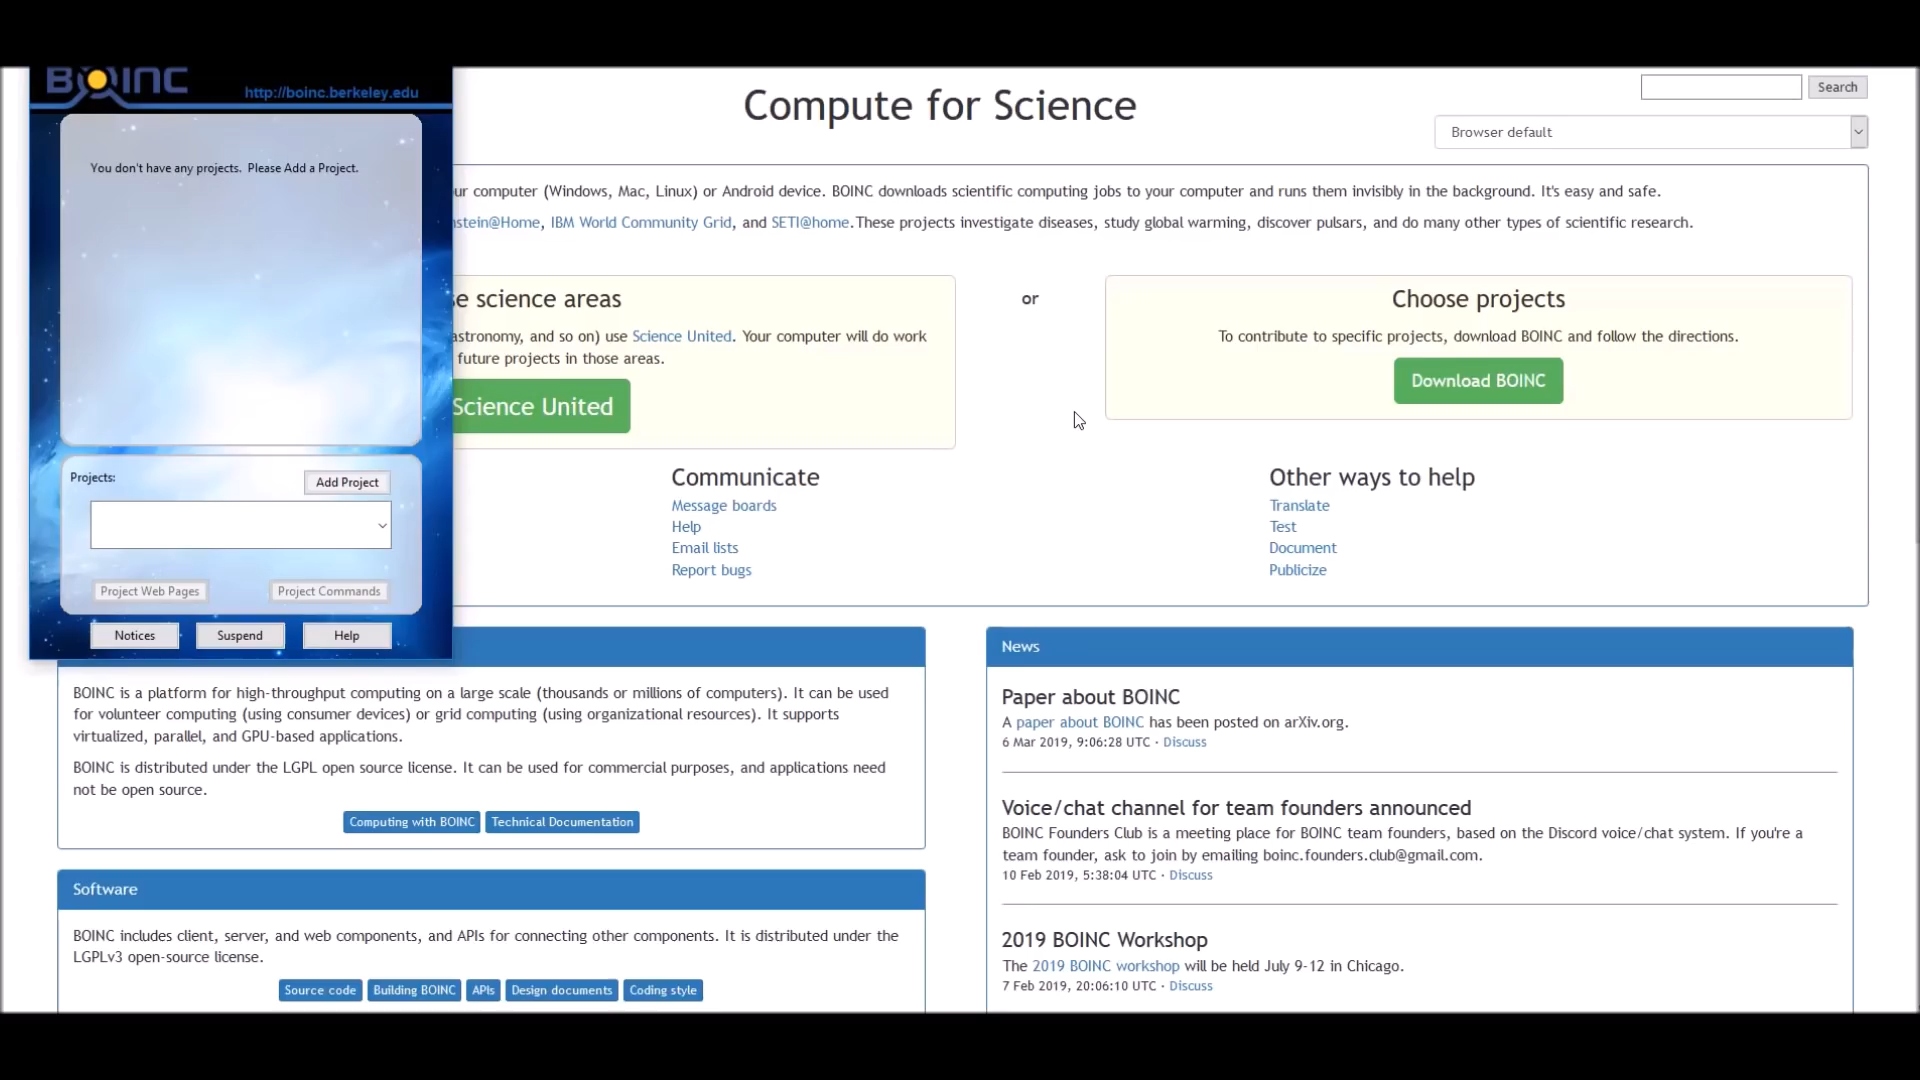 BOINC
http://boinc.berkeley.edu
You don't have any projects. Please Add a Project.
Projects:
Add Project
Project Web Pages
Project Commands
Notices
Suspend
Help
Compute for Science
Search
Browser default
computer (Windows, Mac, Linux) or Android device. BOINC downloads scientific computing jobs to your computer and runs them invisibly in the background. It's easy and safe.
nstein@Home, IBM World Community Grid, and SETI@home.These projects investigate diseases, study global warming, discover pulsars, and do many other types of scientific research.
se science areas
astronomy, and so on) use Science United. Your computer will do work
future projects in those areas.
Science United
or
Choose projects
To contribute to specific projects, download BOINC and follow the directions.
Download BOINC
Communicate
Message boards
Help
Email lists
Report bugs
Other ways to help
Translate
Test
Document
Publicize
BOINC is a platform for high-throughput computing on a large scale (thousands or millions of computers). It can be used
for volunteer computing (using consumer devices) or grid computing (using organizational resources). It supports
virtualized, parallel, and GPU-based applications.
BOINC is distributed under the LGPL open source license. It can be used for commercial purposes, and applications need
not be open source.
Computing with BOINC
Technical Documentation
Software
BOINC includes client, server, and web components, and APIs for connecting other components. It is distributed under the
LGPLv3 open-source license.
Source code
Building BOINC
APIs
Design documents
Coding style
News
Paper about BOINC
A paper about BOINC has been posted on arXiv.org.
6 Mar 2019, 9:06:28 UTC · Discuss
Voice/chat channel for team founders announced
BOINC Founders Club is a meeting place for BOINC team founders, based on the Discord voice/chat system. If you're a
team founder, ask to join by emailing boinc.founders.club@gmail.com.
10 Feb 2019, 5:38:04 UTC · Discuss
2019 BOINC Workshop
The 2019 BOINC workshop will be held July 9-12 in Chicago.
7 Feb 2019, 20:06:10 UTC · Discuss